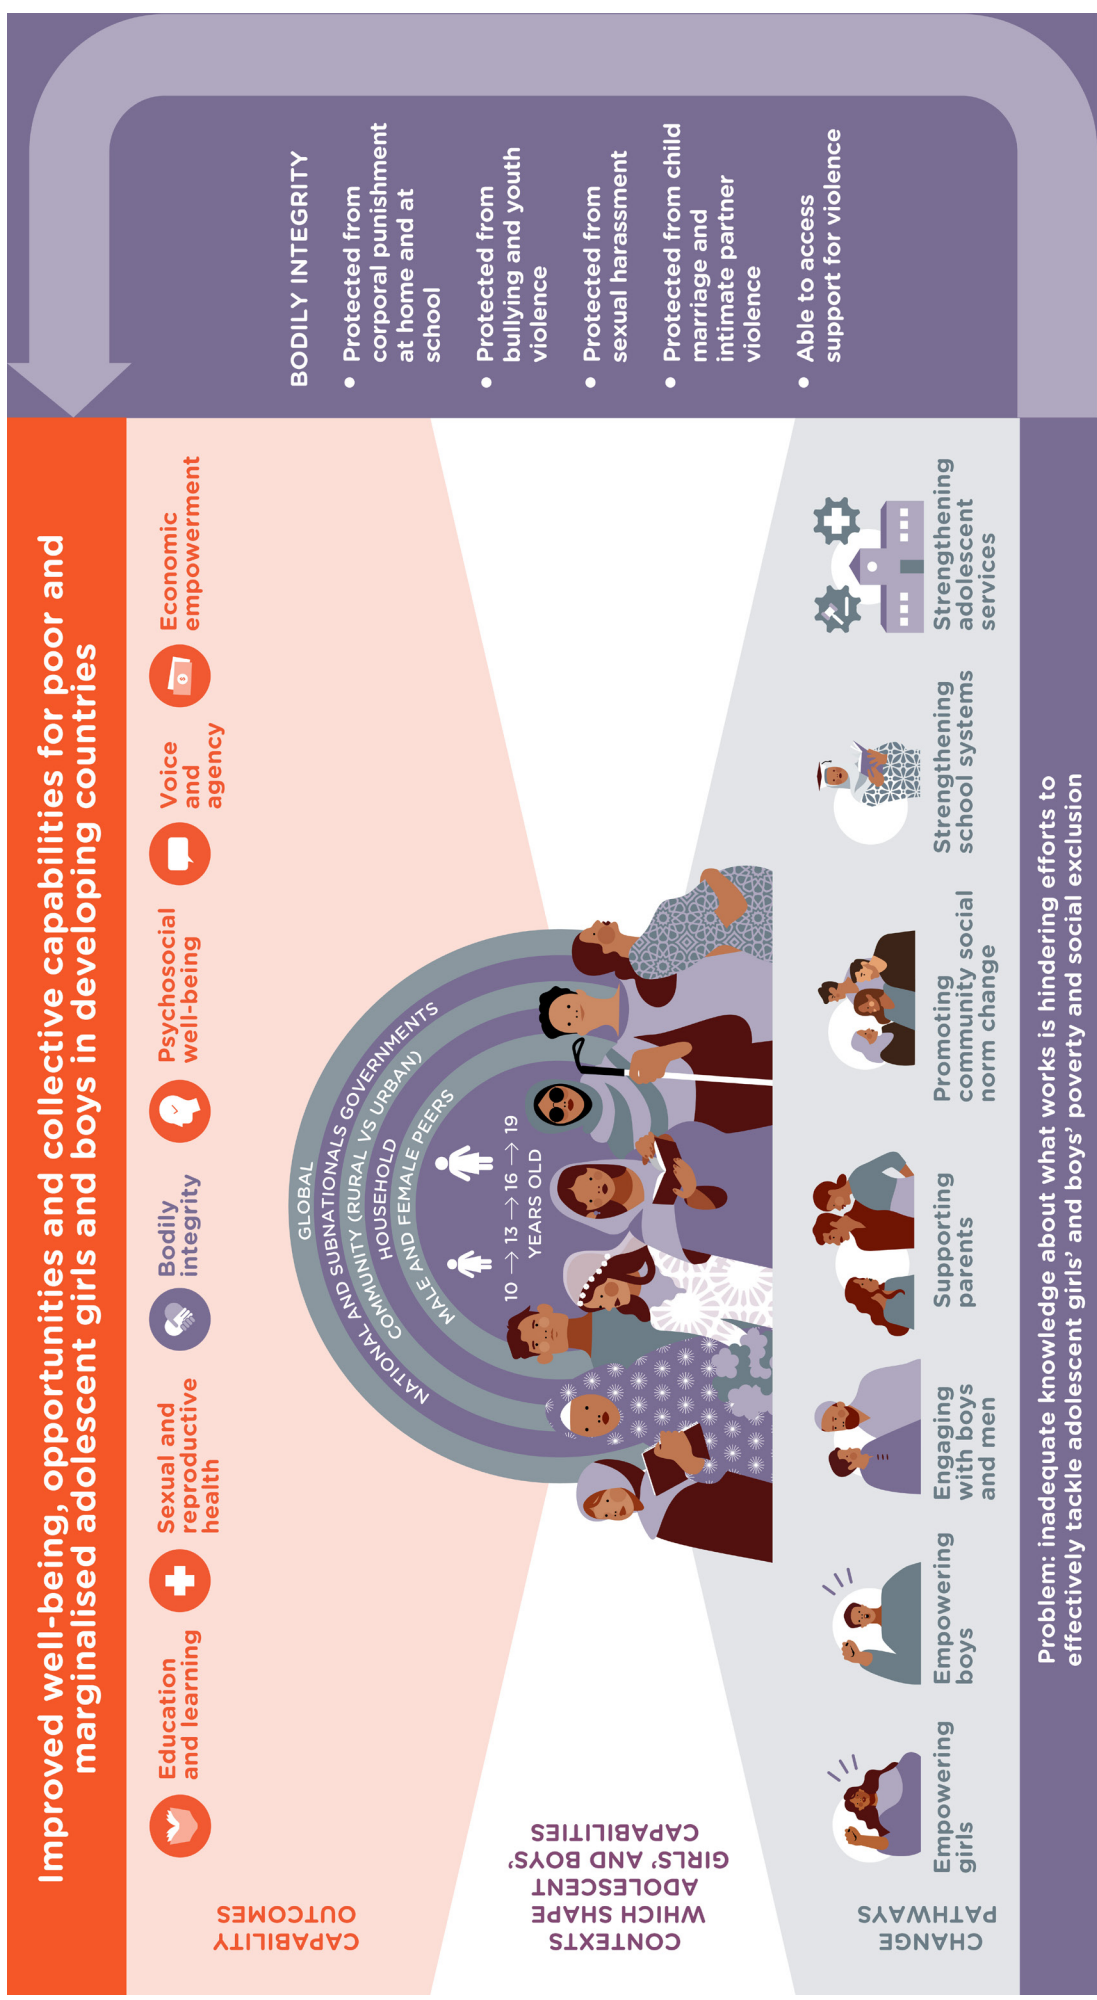 Improved well-being, opportunities and collective capabilities for poor and
marginalised adolescent girls and boys in developing countries
CAPABILITY
OUTCOMES
Education
and learning
Sexual and
reproductive
health
Bodily
integrity
Psychosocial
well-being
Voice
and
agency
Economic
empowerment
CONTEXTS
WHICH SHAPE
ADOLESCENT
GIRLS’ AND BOYS’
CAPABILITIES
GLOBAL
NATIONAL AND SUBNATIONALS GOVERNMENTS
COMMUNITY (RURAL VS URBAN)
HOUSEHOLD
MALE AND FEMALE PEERS
10 → 13 → 16 → 19
YEARS OLD
CHANGE
PATHWAYS
Empowering
girls
Empowering
boys
Engaging
with boys
and men
Supporting
parents
Promoting
community social
norm change
Strengthening
school systems
Strengthening
adolescent
services
Problem: inadequate knowledge about what works is hindering efforts to
effectively tackle adolescent girls’ and boys’ poverty and social exclusion
BODILY INTEGRITY
• Protected from
corporal punishment
at home and at
school
• Protected from
bullying and youth
violence
• Protected from
sexual harassment
• Protected from child
marriage and
intimate partner
violence
• Able to access
support for violence